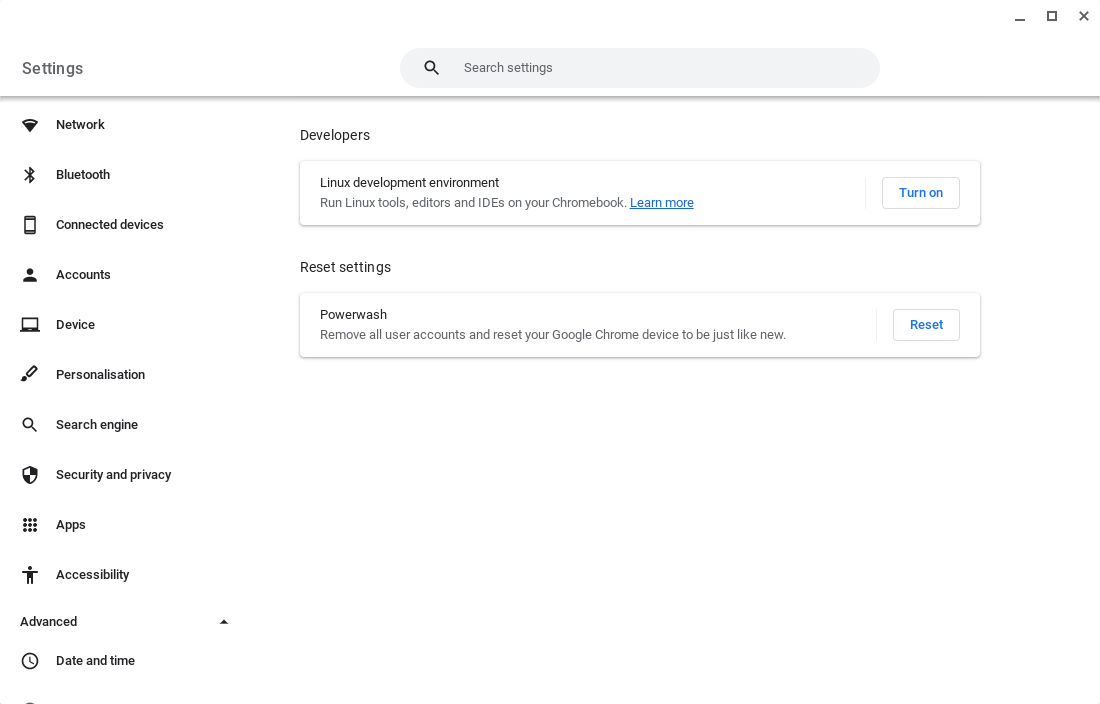 Settings
Search settings
Network
Bluetooth
Connected devices
Accounts
Device
Personalisation
Search engine
Security and privacy
Apps
Accessibility
Advanced
Date and time
Developers
Linux development environment
Run Linux tools, editors and IDEs on your Chromebook. Learn more
Turn on
Reset settings
Powerwash
Remove all user accounts and reset your Google Chrome device to be just like new.
Reset